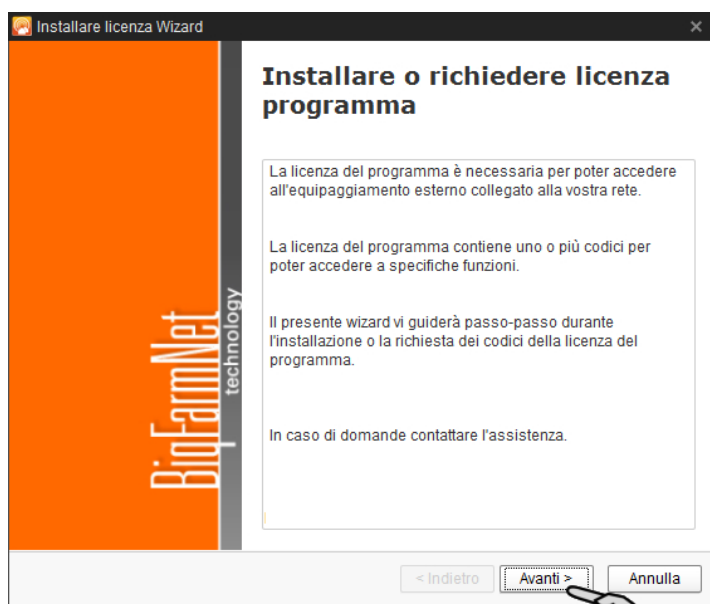 Installare licenza Wizard
Installare o richiedere licenza
programma
La licenza del programma è necessaria per poter accedere
all'equipaggiamento esterno collegato alla vostra rete.
La licenza del programma contiene uno o più codici per
poter accedere a specifiche funzioni.
Il presente wizard vi guiderà passo-passo durante
l'installazione o la richiesta dei codici della licenza del
programma.
In caso di domande contattare l'assistenza.
BigFarmNet
technology
< Indietro
Avanti >
Annulla